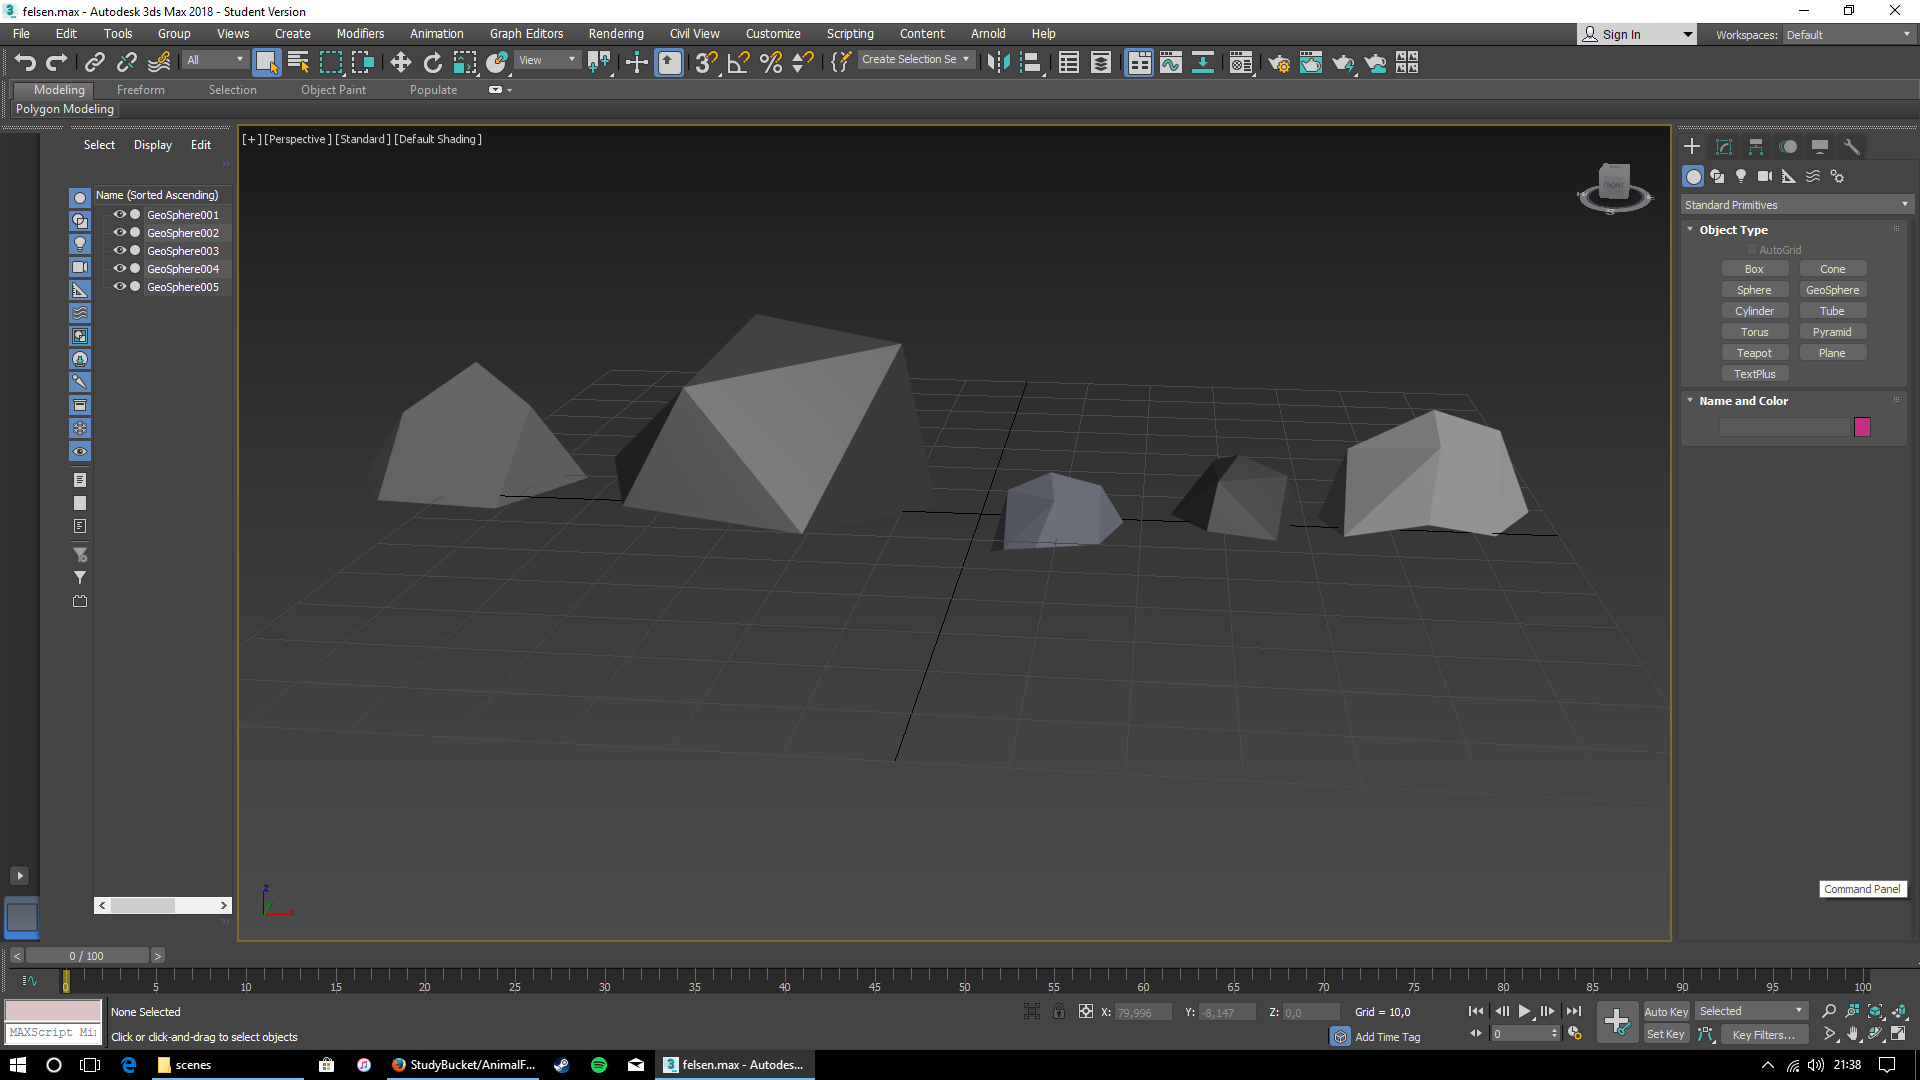 felsen.max - Autodesk 3ds Max 2018 - Student Version
File Edit Tools Group Views Create Modifiers Animation Graph Editors Rendering Civil View Customize Scripting Content Arnold Help
Sign In Workspaces: Default
All View Create Selection Se
Modeling Freeform Selection Object Paint Populate
Polygon Modeling
Select Display Edit
[+] [Perspective ] [Standard ] [Default Shading ]
Name (Sorted Ascending)
GeoSphere001
GeoSphere002
GeoSphere003
GeoSphere004
GeoSphere005
FRONT
S
Standard Primitives
Object Type
AutoGrid
Box Cone
Sphere GeoSphere
Cylinder Tube
Torus Pyramid
Teapot Plane
TextPlus
Name and Color
Command Panel
z
y
x
< 0 / 100 >
0 5 10 15 20 25 30 35 40 45 50 55 60 65 70 75 80 85 90 95 100
None Selected
X: 79,996 Y: -8,147 Z: 0,0 Grid = 10,0
Auto Key Selected
MAXScript Mi
Click or click-and-drag to select objects
Add Time Tag
0
Set Key Key Filters...
scenes
StudyBucket/AnimalF...
felsen.max - Autodes...
21:38